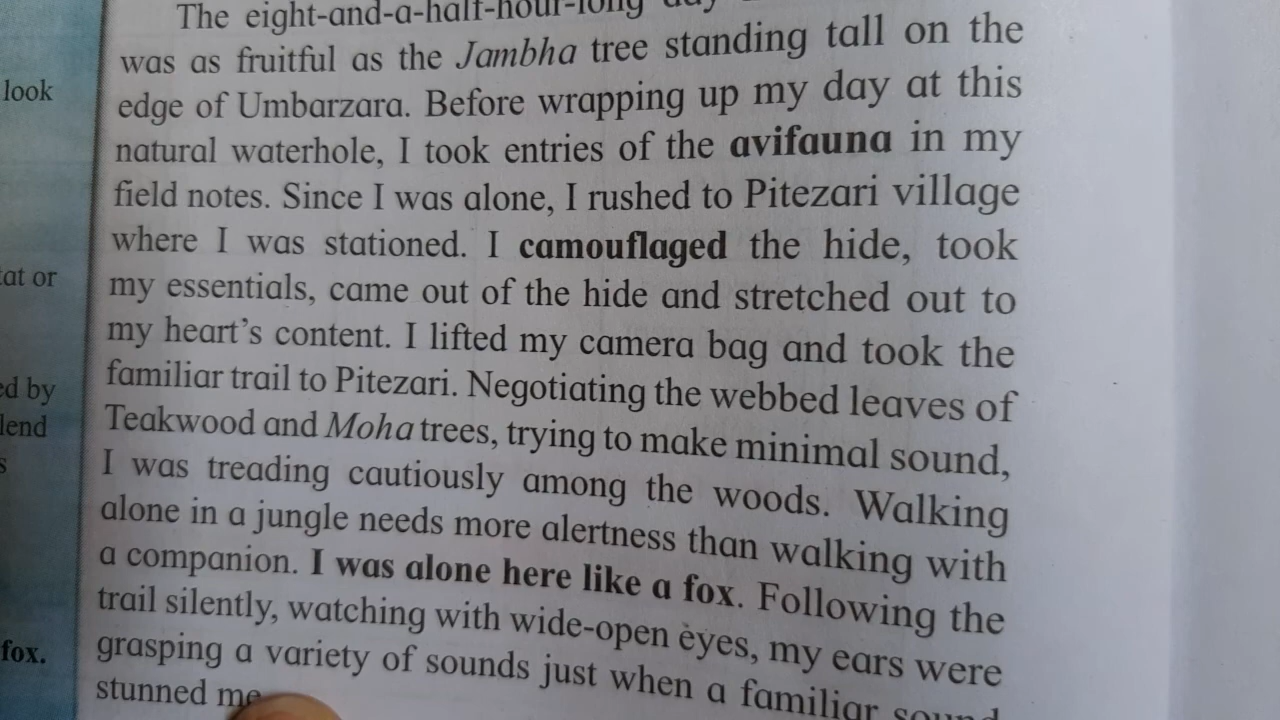 look
at or
ed by
lend
s
fox.
The eight-and-a-half-hour-long day
was as fruitful as the Jambha tree standing tall on the
edge of Umbarzara. Before wrapping up my day at this
natural waterhole, I took entries of the avifauna in my
field notes. Since I was alone, I rushed to Pitezari village
where I was stationed. I camouflaged the hide, took
my essentials, came out of the hide and stretched out to
my heart's content. I lifted my camera bag and took the
familiar trail to Pitezari. Negotiating the webbed leaves of
Teakwood and Moha trees, trying to make minimal sound,
I was treading cautiously among the woods. Walking
alone in a jungle needs more alertness than walking with
a companion. I was alone here like a fox. Following the
trail silently, watching with wide-open eyes, my ears were
grasping a variety of sounds just when a familiar sound
stunned me